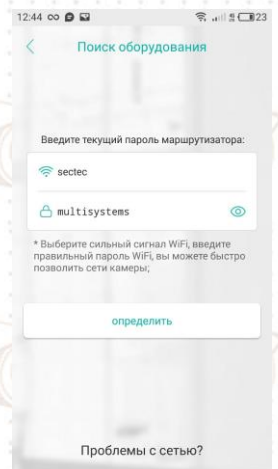 12:44
23
Поиск оборудования
Введите текущий пароль маршрутизатора:
sectec
multisystems
* Выберите сильный сигнал WiFi, введите
правильный пароль WiFi, вы можете быстро
позволить сети камеры;
определить
Проблемы с сетью?